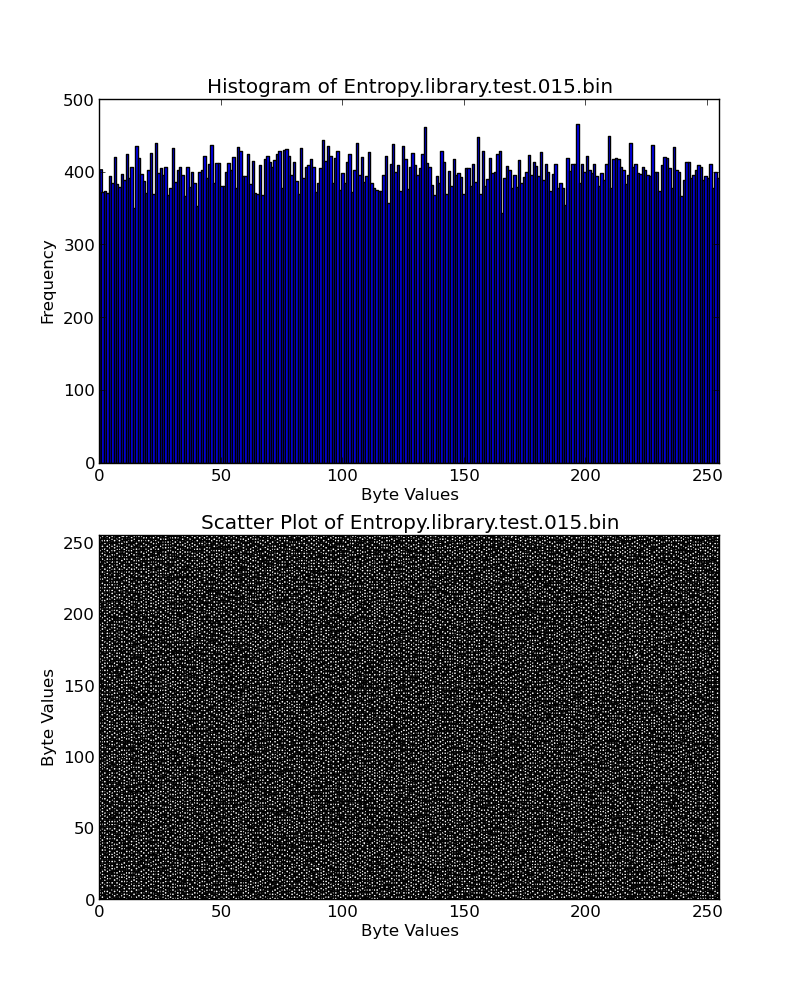 Histogram of Entropy.library.test.015.bin
500
400
300
200
100
0
Frequency
0 50 100 150 200 250
Byte Values
Scatter Plot of Entropy.library.test.015.bin
250
200
150
100
50
0
Byte Values
0 50 100 150 200 250
Byte Values